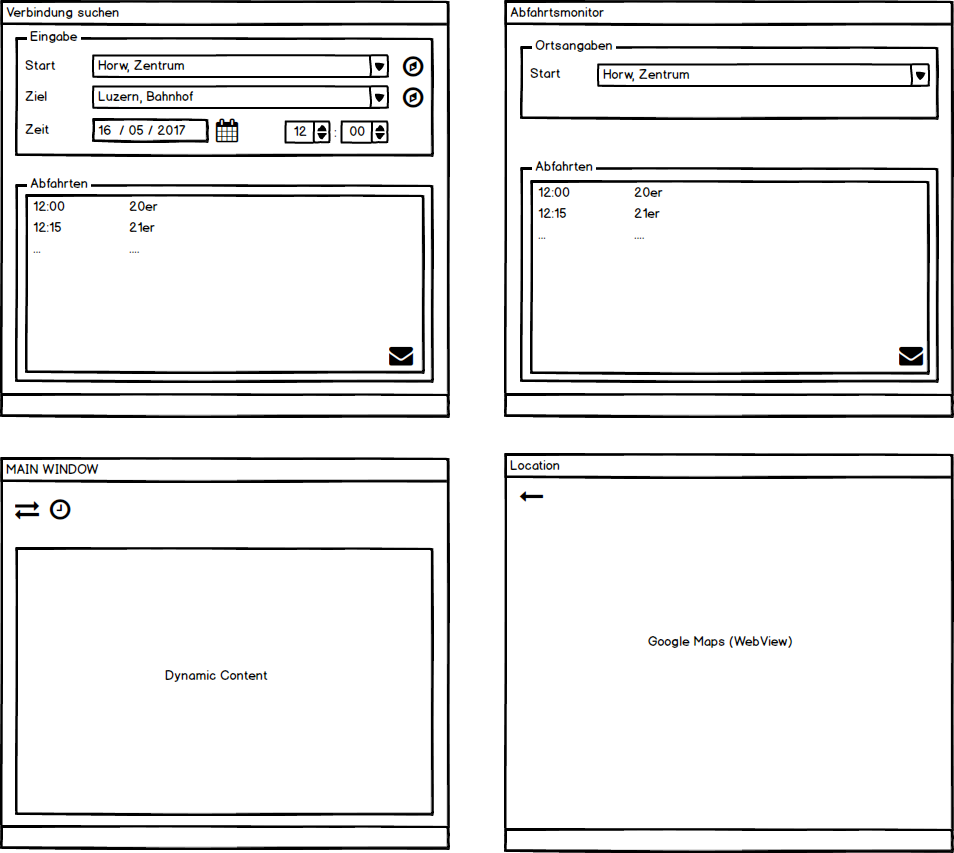 Verbindung suchen
Eingabe
Start Horw, Zentrum
Ziel Luzern, Bahnhof
Zeit 16 / 05 / 2017 12 : 00
Abfahrten
12:00 20er
12:15 21er
... ....
Abfahrtsmonitor
Ortsangaben
Start Horw, Zentrum
Abfahrten
12:00 20er
12:15 21er
... ....
MAIN WINDOW
Dynamic Content
Location
Google Maps (WebView)